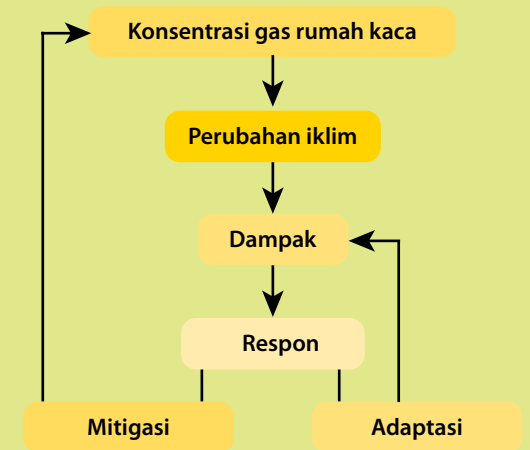 Konsentrasi gas rumah kaca
Perubahan iklim
Dampak
Respon
Mitigasi
Adaptasi